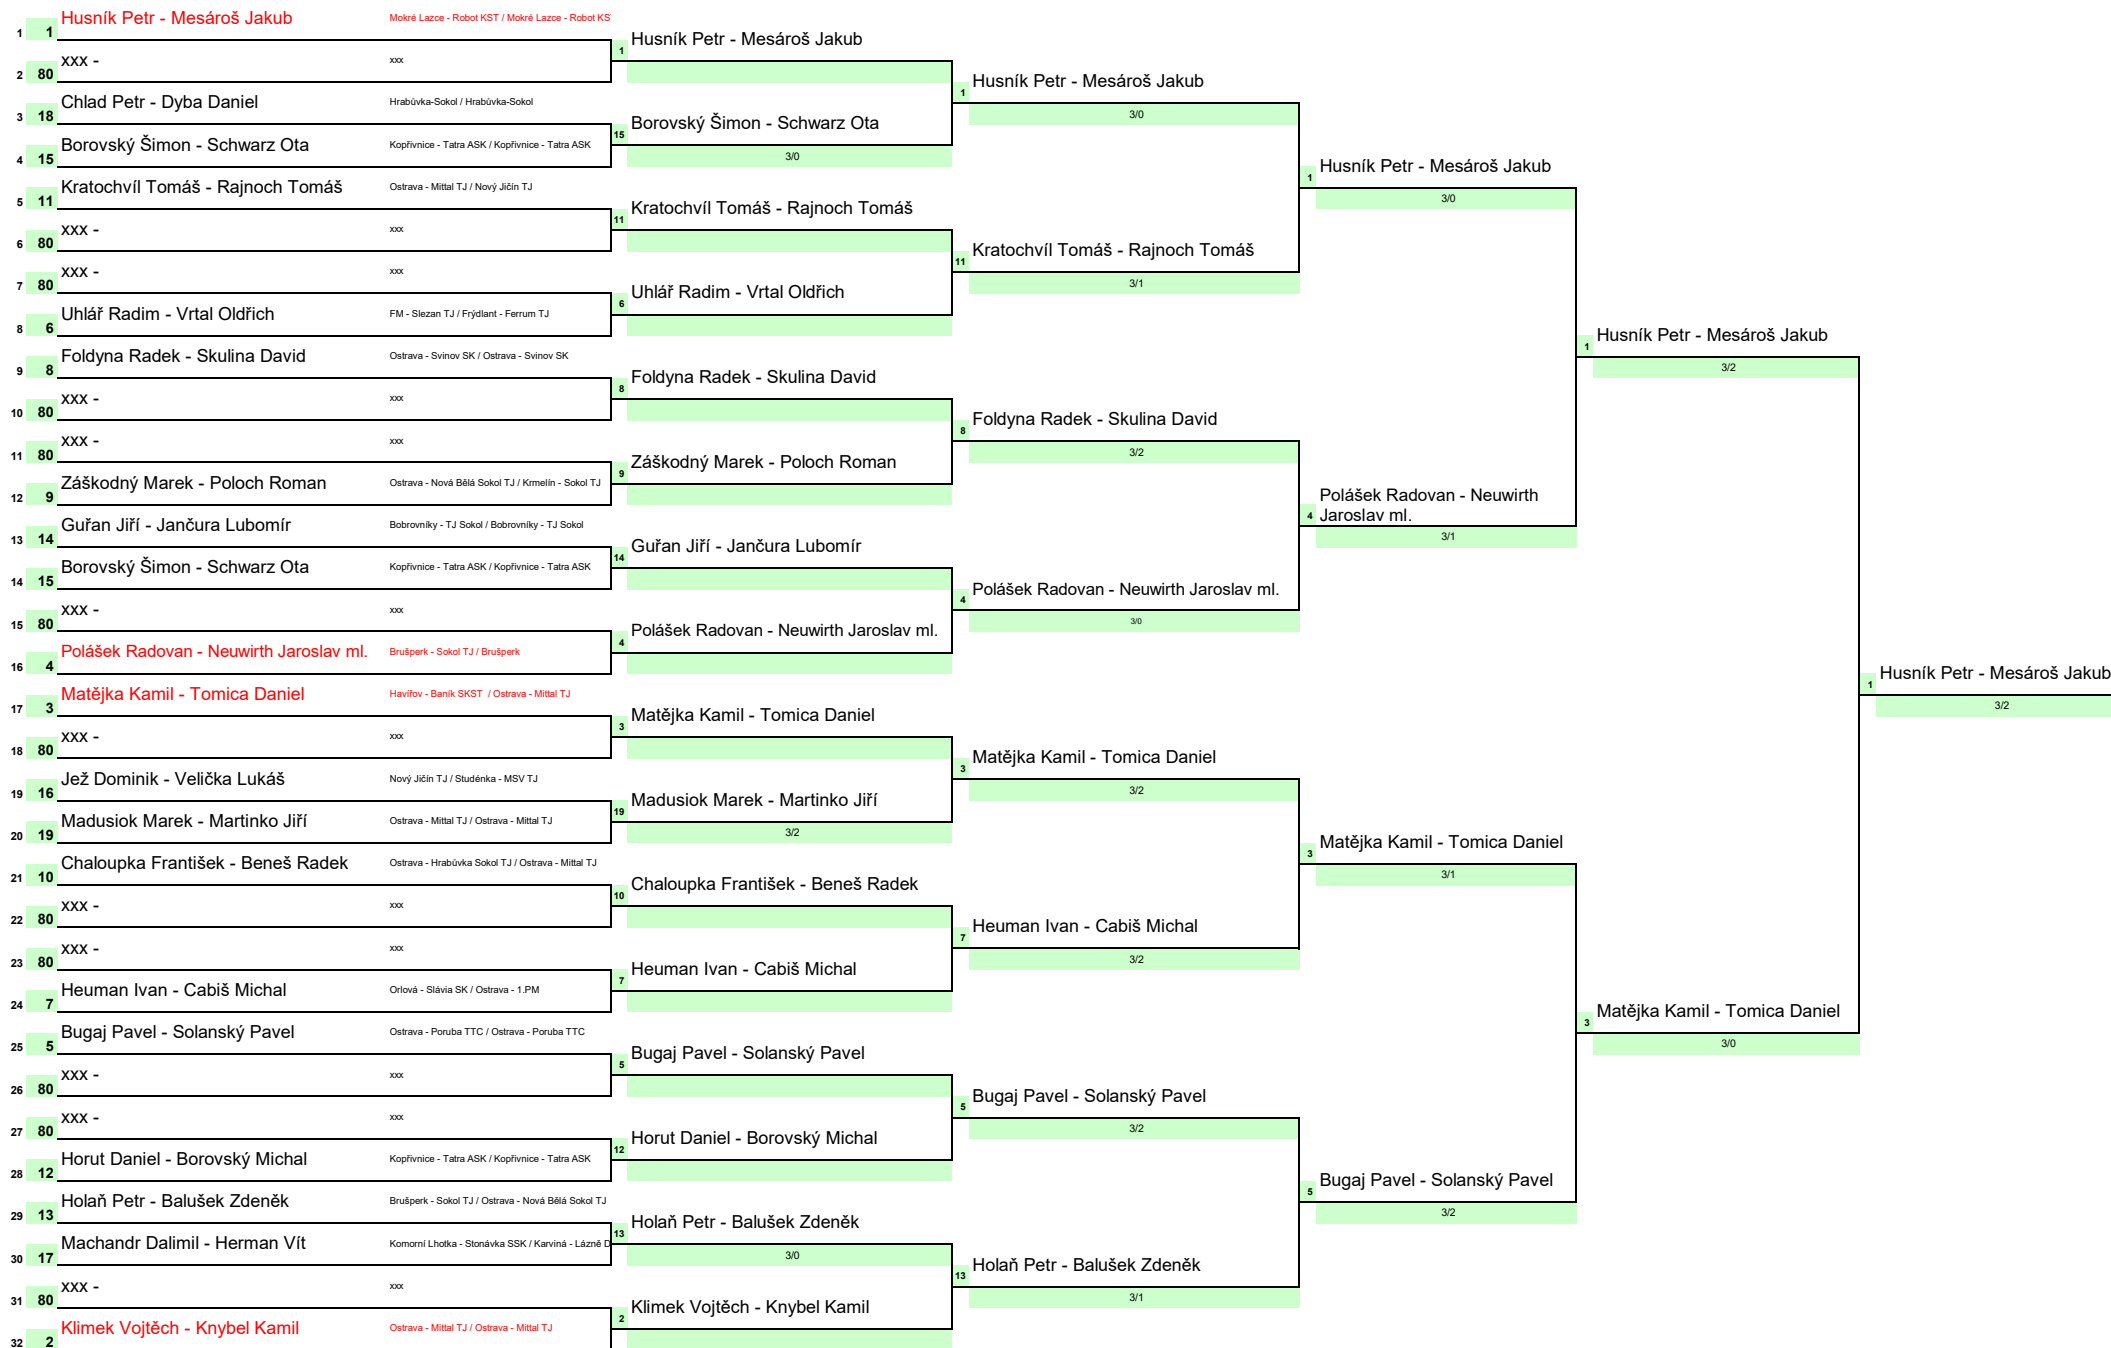 1 1 Husník Petr - Mesároš Jakub Mokré Lazce - Robot KST / Mokré Lazce - Robot KS
2 80 xxx - xxx
3 18 Chlad Petr - Dyba Daniel Hrabůvka-Sokol / Hrabůvka-Sokol
4 15 Borovský Šimon - Schwarz Ota Kopřivnice - Tatra ASK / Kopřivnice - Tatra ASK
5 11 Kratochvíl Tomáš - Rajnoch Tomáš Ostrava - Mittal TJ / Nový Jičín TJ
6 80 xxx - xxx
7 80 xxx - xxx
8 6 Uhlář Radim - Vrtal Oldřich FM - Slezan TJ / Frýdlant - Ferrum TJ
9 8 Foldyna Radek - Skulina David Ostrava - Svinov SK / Ostrava - Svinov SK
10 80 xxx - xxx
11 80 xxx - xxx
12 9 Záškodný Marek - Poloch Roman Ostrava - Nová Bělá Sokol TJ / Krmelín - Sokol TJ
13 14 Guřan Jiří - Jančura Lubomír Bobrovníky - TJ Sokol / Bobrovníky - TJ Sokol
14 15 Borovský Šimon - Schwarz Ota Kopřivnice - Tatra ASK / Kopřivnice - Tatra ASK
15 80 xxx - xxx
16 4 Polášek Radovan - Neuwirth Jaroslav ml. Brušperk - Sokol TJ / Brušperk
17 3 Matějka Kamil - Tomica Daniel Havířov - Baník SKST / Ostrava - Mittal TJ
18 80 xxx - xxx
19 16 Jež Dominik - Velička Lukáš Nový Jičín TJ / Studénka - MSV TJ
20 19 Madusiok Marek - Martinko Jiří Ostrava - Mittal TJ / Ostrava - Mittal TJ
21 10 Chaloupka František - Beneš Radek Ostrava - Hrabůvka Sokol TJ / Ostrava - Mittal TJ
22 80 xxx - xxx
23 80 xxx - xxx
24 7 Heuman Ivan - Cabiš Michal Orlová - Slávia SK / Ostrava - 1.PM
25 5 Bugaj Pavel - Solanský Pavel Ostrava - Poruba TTC / Ostrava - Poruba TTC
26 80 xxx - xxx
27 80 xxx - xxx
28 12 Horut Daniel - Borovský Michal Kopřivnice - Tatra ASK / Kopřivnice - Tatra ASK
29 13 Holaň Petr - Balušek Zdeněk Brušperk - Sokol TJ / Ostrava - Nová Bělá Sokol TJ
30 17 Machandr Dalimil - Herman Vít Komorní Lhotka - Stonávka SSK / Karviná - Lázně D
31 80 xxx - xxx
32 2 Klimek Vojtěch - Knybel Kamil Ostrava - Mittal TJ / Ostrava - Mittal TJ
1 Husník Petr - Mesároš Jakub
15 Borovský Šimon - Schwarz Ota
3/0
11 Kratochvíl Tomáš - Rajnoch Tomáš
6 Uhlář Radim - Vrtal Oldřich
8 Foldyna Radek - Skulina David
9 Záškodný Marek - Poloch Roman
14 Guřan Jiří - Jančura Lubomír
4 Polášek Radovan - Neuwirth Jaroslav ml.
3 Matějka Kamil - Tomica Daniel
19 Madusiok Marek - Martinko Jiří
3/2
10 Chaloupka František - Beneš Radek
7 Heuman Ivan - Cabiš Michal
5 Bugaj Pavel - Solanský Pavel
12 Horut Daniel - Borovský Michal
13 Holaň Petr - Balušek Zdeněk
3/0
2 Klimek Vojtěch - Knybel Kamil
1 Husník Petr - Mesároš Jakub
3/0
11 Kratochvíl Tomáš - Rajnoch Tomáš
3/1
8 Foldyna Radek - Skulina David
3/2
4 Polášek Radovan - Neuwirth Jaroslav ml.
3/0
3 Matějka Kamil - Tomica Daniel
3/2
7 Heuman Ivan - Cabiš Michal
3/2
5 Bugaj Pavel - Solanský Pavel
3/2
13 Holaň Petr - Balušek Zdeněk
3/1
1 Husník Petr - Mesároš Jakub
3/0
Polášek Radovan - Neuwirth
4 Jaroslav ml.
3/1
3 Matějka Kamil - Tomica Daniel
3/1
5 Bugaj Pavel - Solanský Pavel
3/2
1 Husník Petr - Mesároš Jakub
3/2
3 Matějka Kamil - Tomica Daniel
3/0
1 Husník Petr - Mesároš Jakub
3/2